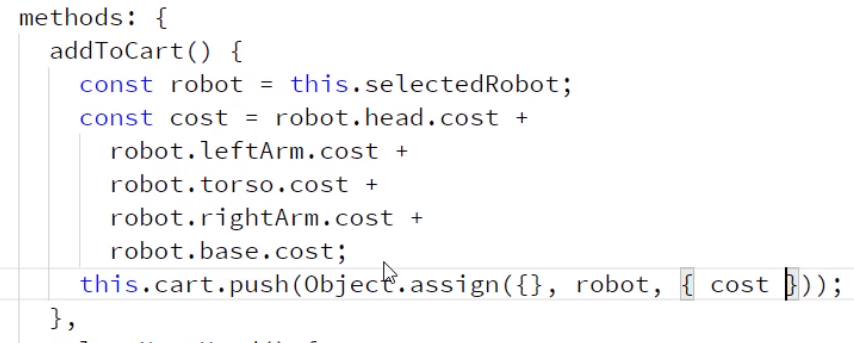 methods: {
addToCart() {
const robot = this.selectedRobot;
const cost = robot.head.cost +
robot.leftArm.cost +
robot.torso.cost +
robot.rightArm.cost +
robot.base.cost;
this.cart.push(Object.assign({}, robot, { cost }));
},